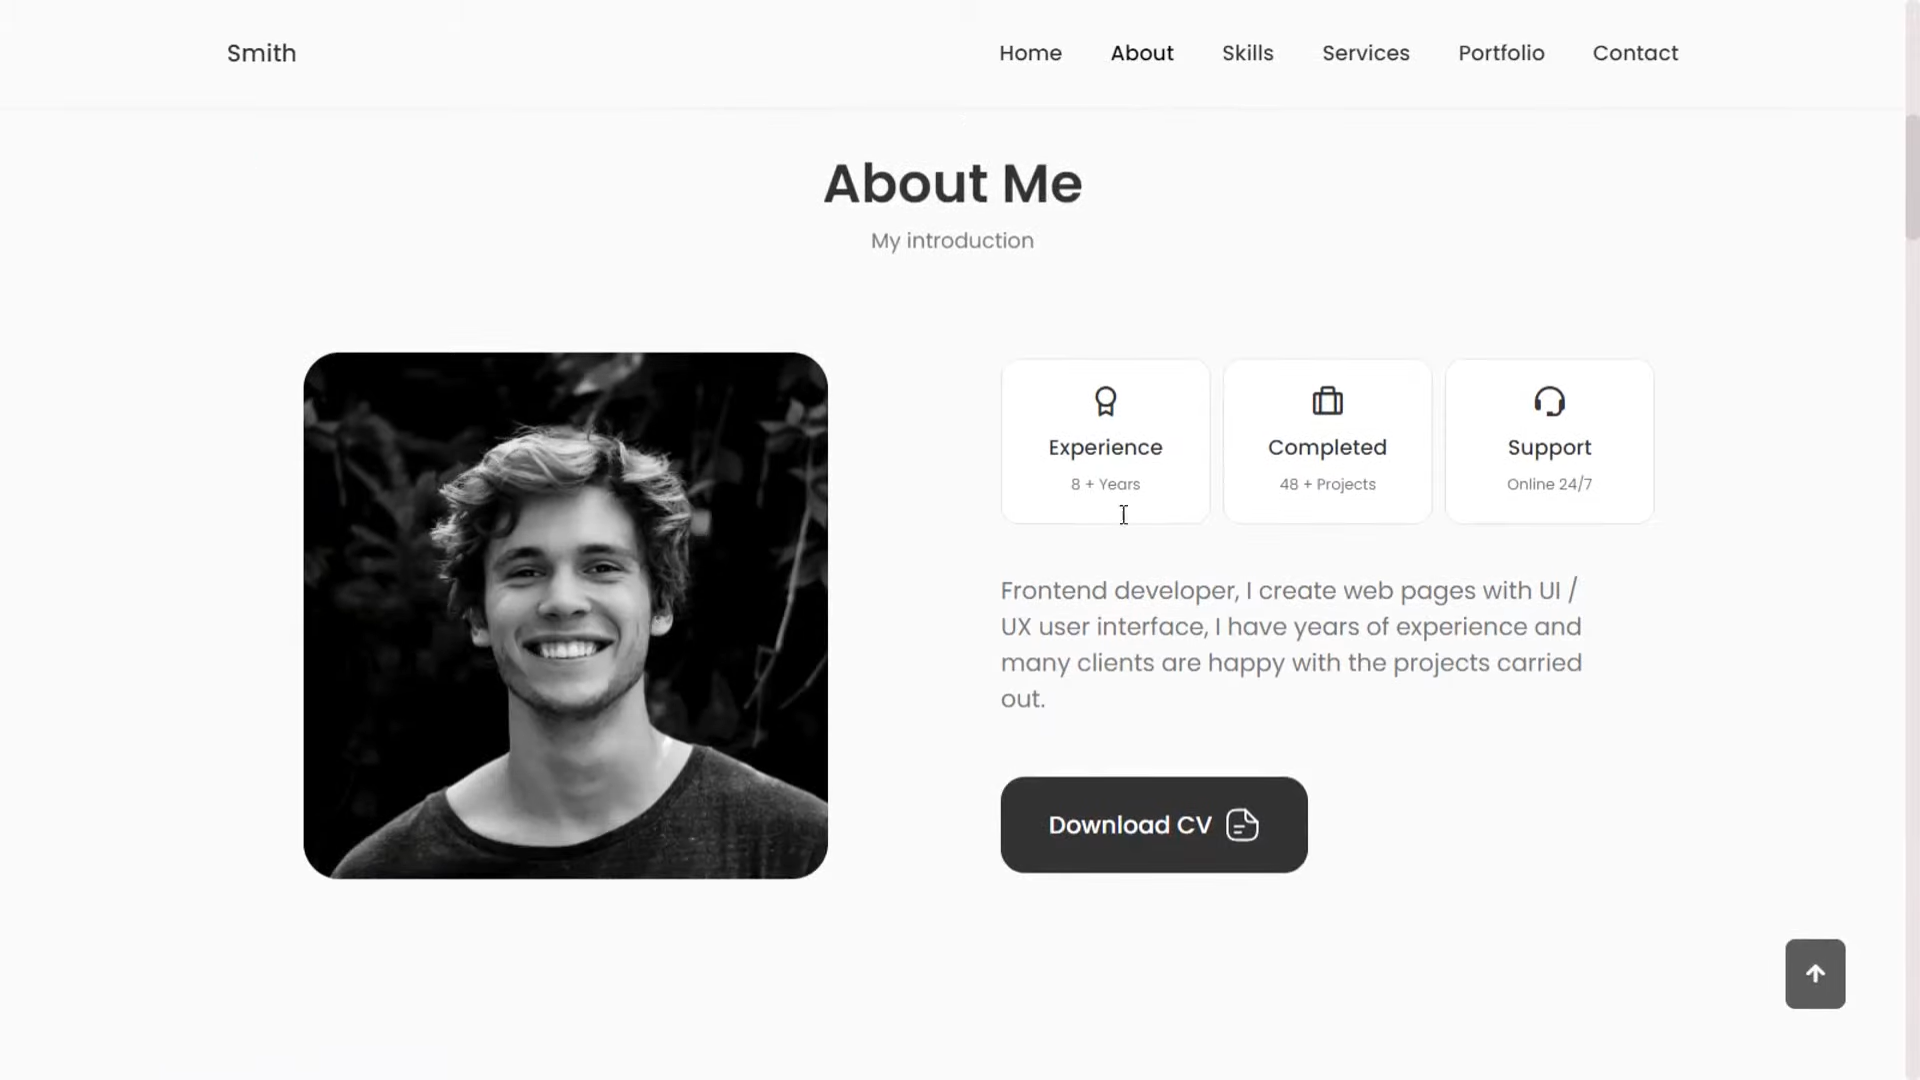 Smith
Home About Skills Services Portfolio Contact
About Me
My introduction
Experience
8 + Years
Completed
48 + Projects
Support
Online 24/7
Frontend developer, I create web pages with UI /
UX user interface, I have years of experience and
many clients are happy with the projects carried
out.
Download CV